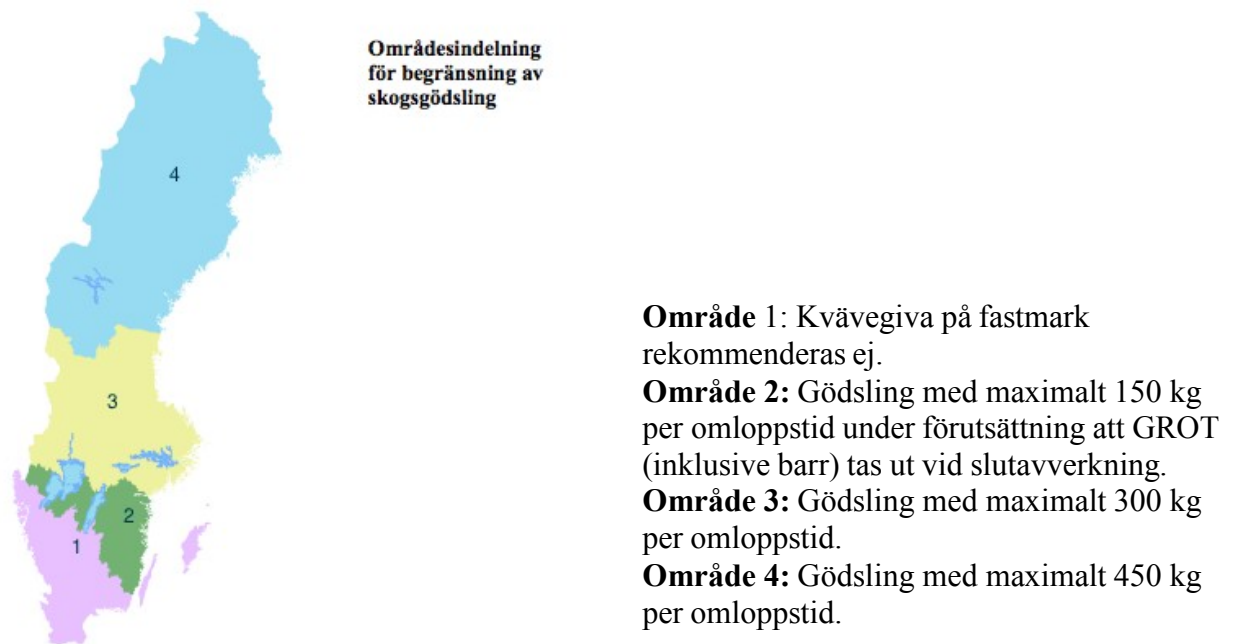 Områdesindelning
för begränsning av
skogsgödsling
4
3
2
1
Område 1: Kvävegiva på fastmark
rekommenderas ej.
Område 2: Gödsling med maximalt 150 kg
per omloppstid under förutsättning att GROT
(inklusive barr) tas ut vid slutavverkning.
Område 3: Gödsling med maximalt 300 kg
per omloppstid.
Område 4: Gödsling med maximalt 450 kg
per omloppstid.